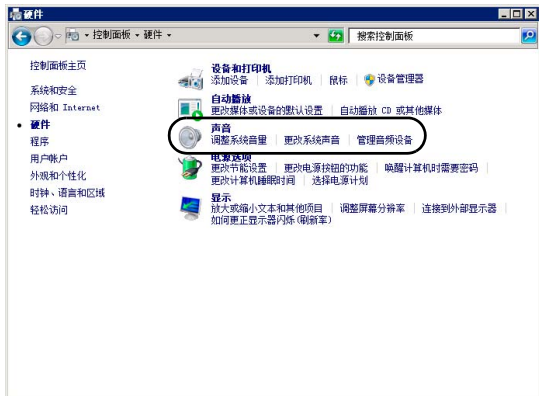 硬件
控制面板 硬件
搜索控制面板
控制面板主页
系统和安全
网络和 Internet
硬件
程序
用户帐户
外观和个性化
时钟、语言和区域
轻松访问
设备和打印机
添加设备 添加打印机 鼠标 设备管理器
自动播放
更改媒体或设备的默认设置 自动播放 CD 或其他媒体
声音
调整系统音量 更改系统声音 管理音频设备
电源选项
更改节能设置 更改电源按钮的功能 唤醒计算机时需要密码
更改计算机睡眠时间 选择电源计划
显示
放大或缩小文本和其他项目 调整屏幕分辨率 连接到外部显示器
如何更正显示器闪烁(刷新率)